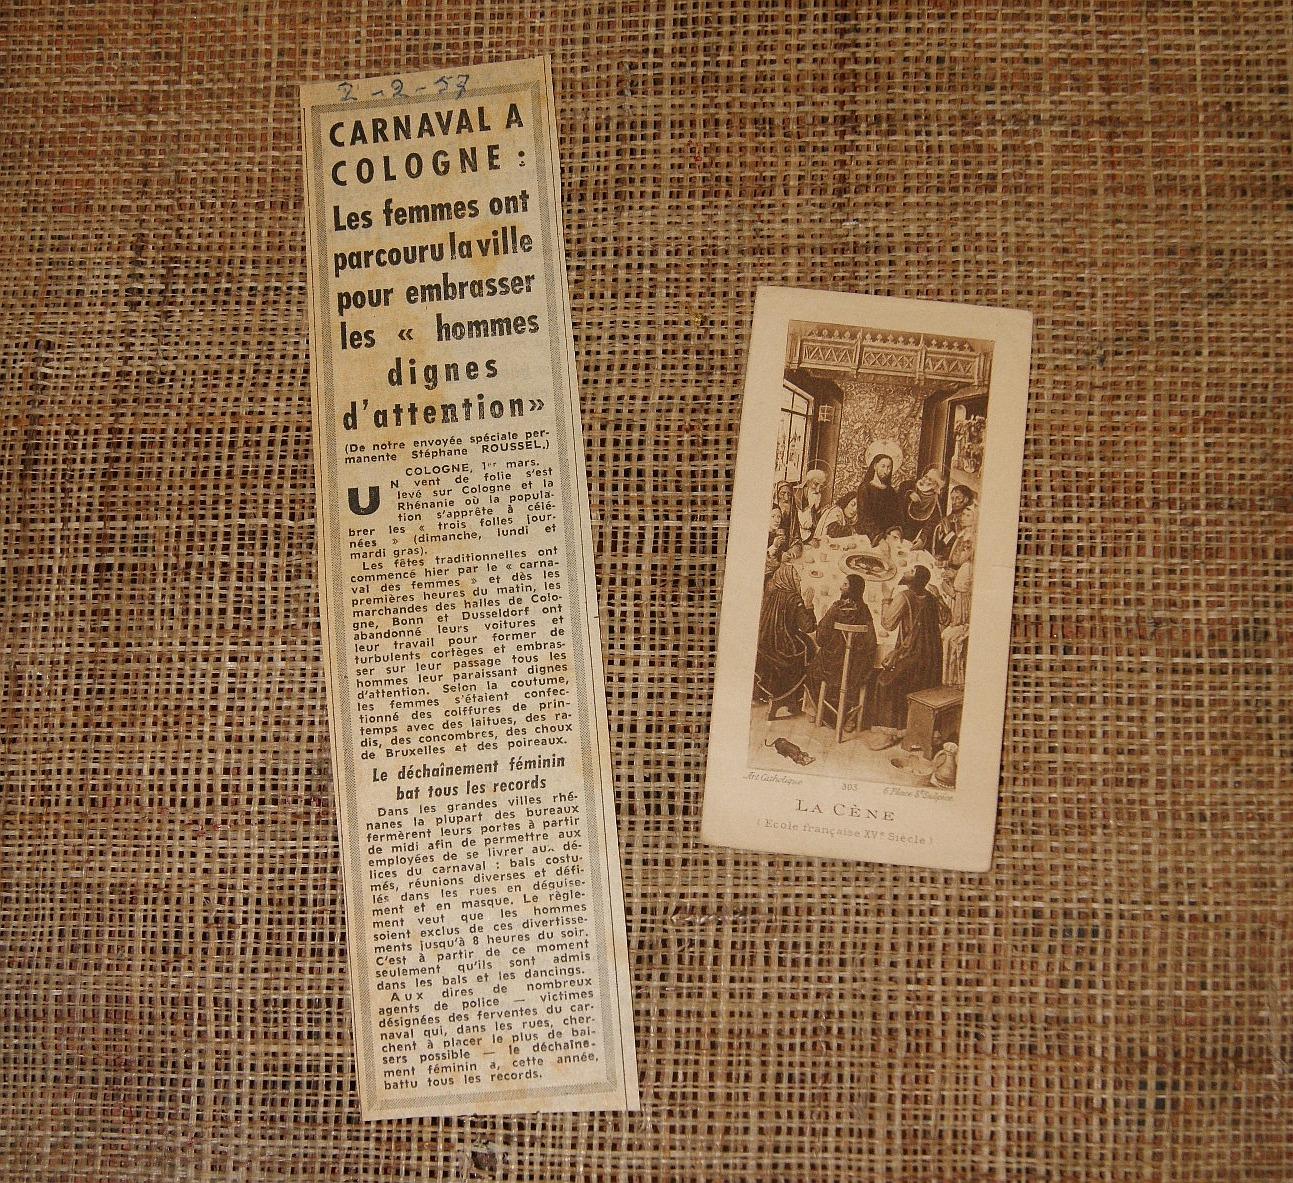 2-2-57
CARNAVAL A
COLOGNE :
Les femmes ont
parcouru la ville
pour embrasser
les « hommes
dignes
d'attention»
(De notre envoyée spéciale per-
manente Stéphane ROUSSEL.)
COLOGNE, 1er mars.
UN vent de folie s'est
levé sur Cologne et la
Rhénanie où la popula-
tion s'apprête à célé-
brer les « trois folles jour-
nées » (dimanche, lundi et
mardi gras).
Les fêtes traditionnelles ont
commencé hier par le « carna-
val des femmes » et dès les
premières heures du matin, les
marchandes des halles de Colo-
gne, Bonn et Dusseldorf ont
abandonné leurs voitures et
leur travail pour former de
turbulents cortèges et embras-
ser sur leur passage tous les
hommes leur paraissant dignes
d'attention. Selon la coutume,
les femmes s'étaient confec-
tionné des coiffures de prin-
temps avec des laitues, des ra-
dis, des concombres, des choux
de Bruxelles et des poireaux.
Le déchaînement féminin
bat tous les records
Dans les grandes villes rhé-
nanes la plupart des bureaux
fermèrent leurs portes à partir
de midi afin de permettre aux
employées de se livrer aux dé-
lices du carnaval : bals costu-
més, réunions diverses et défi-
lés dans les rues en déguise-
ment et en masque. Le règle-
ment veut que les hommes
soient exclus de ces divertisse-
ments jusqu'à 8 heures du soir.
C'est à partir de ce moment
seulement qu'ils sont admis
dans les bals et les dancings.
Aux dires de nombreux
agents de police — victimes
désignées des ferventes du car-
naval qui, dans les rues, cher-
chent à placer le plus de bai-
sers possible — le déchaîne-
ment féminin a, cette année,
battu tous les records.
Art Catholique 303 6 Place St Sulpice
LA CÈNE
(Ecole française XVe Siècle)